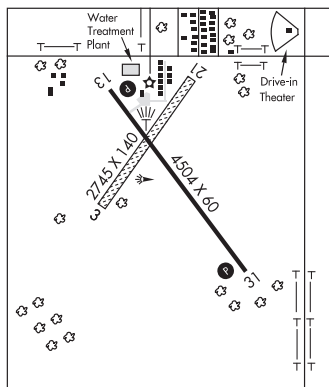 Water
Treatment
Plant
Drive-in
Theater
13
21
P
2745 X 140
4504 X 60
3
P
31